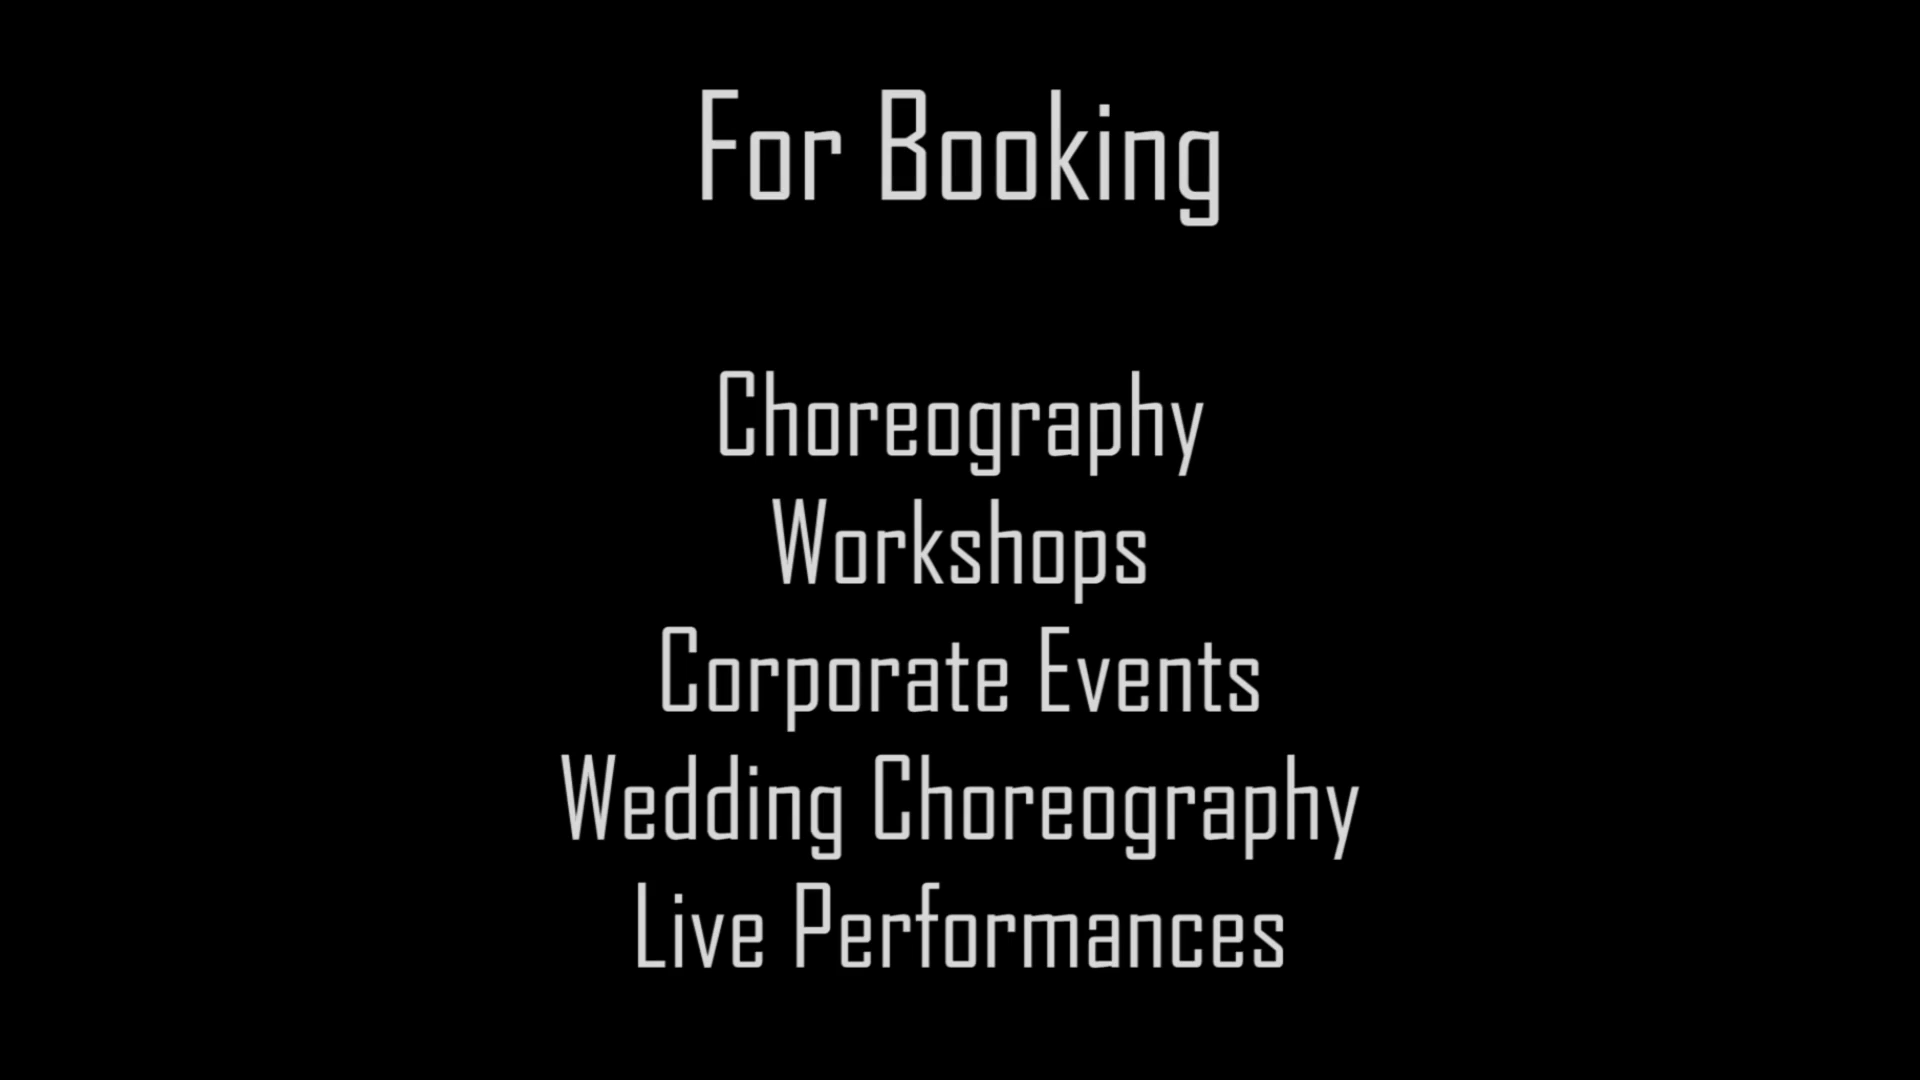 For Booking
Choreography
Workshops
Corporate Events
Wedding Choreography
Live Performances